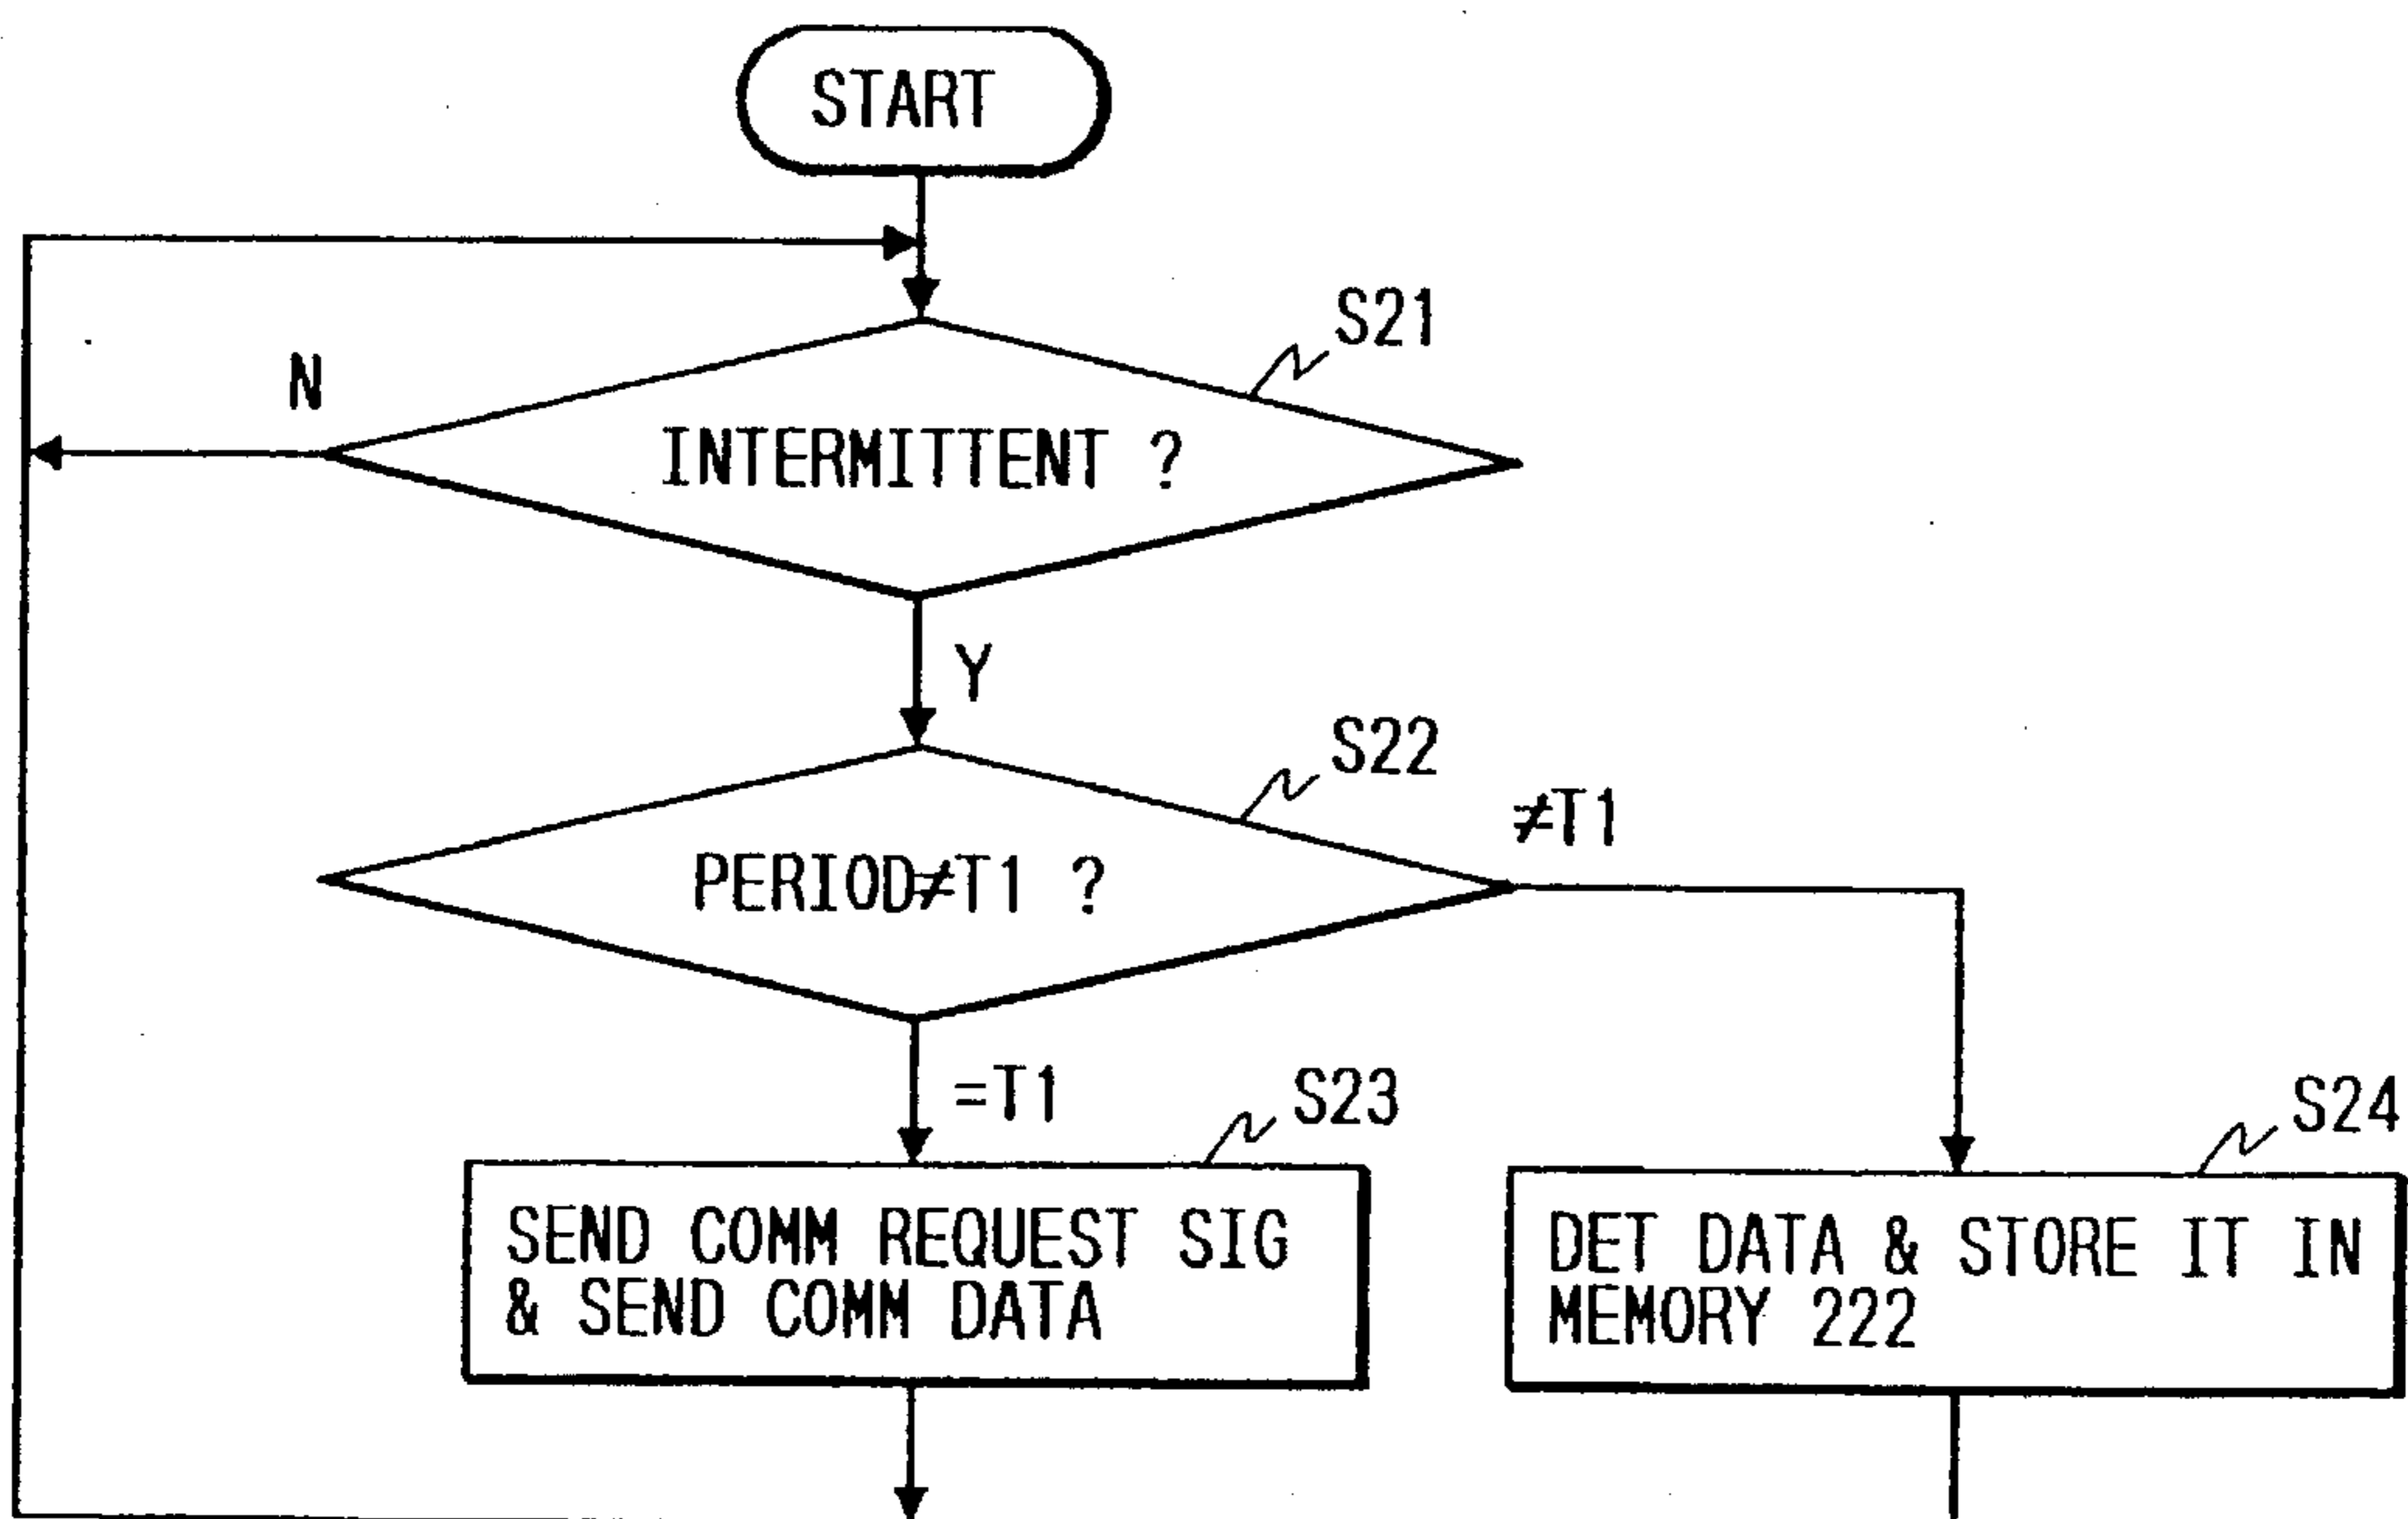 START
S21
N
INTERMITTENT ?
Y
S22
≠T1
PERIOD≠T1 ?
=T1
S23
S24
SEND COMM REQUEST SIG
& SEND COMM DATA
DET DATA & STORE IT IN
MEMORY 222